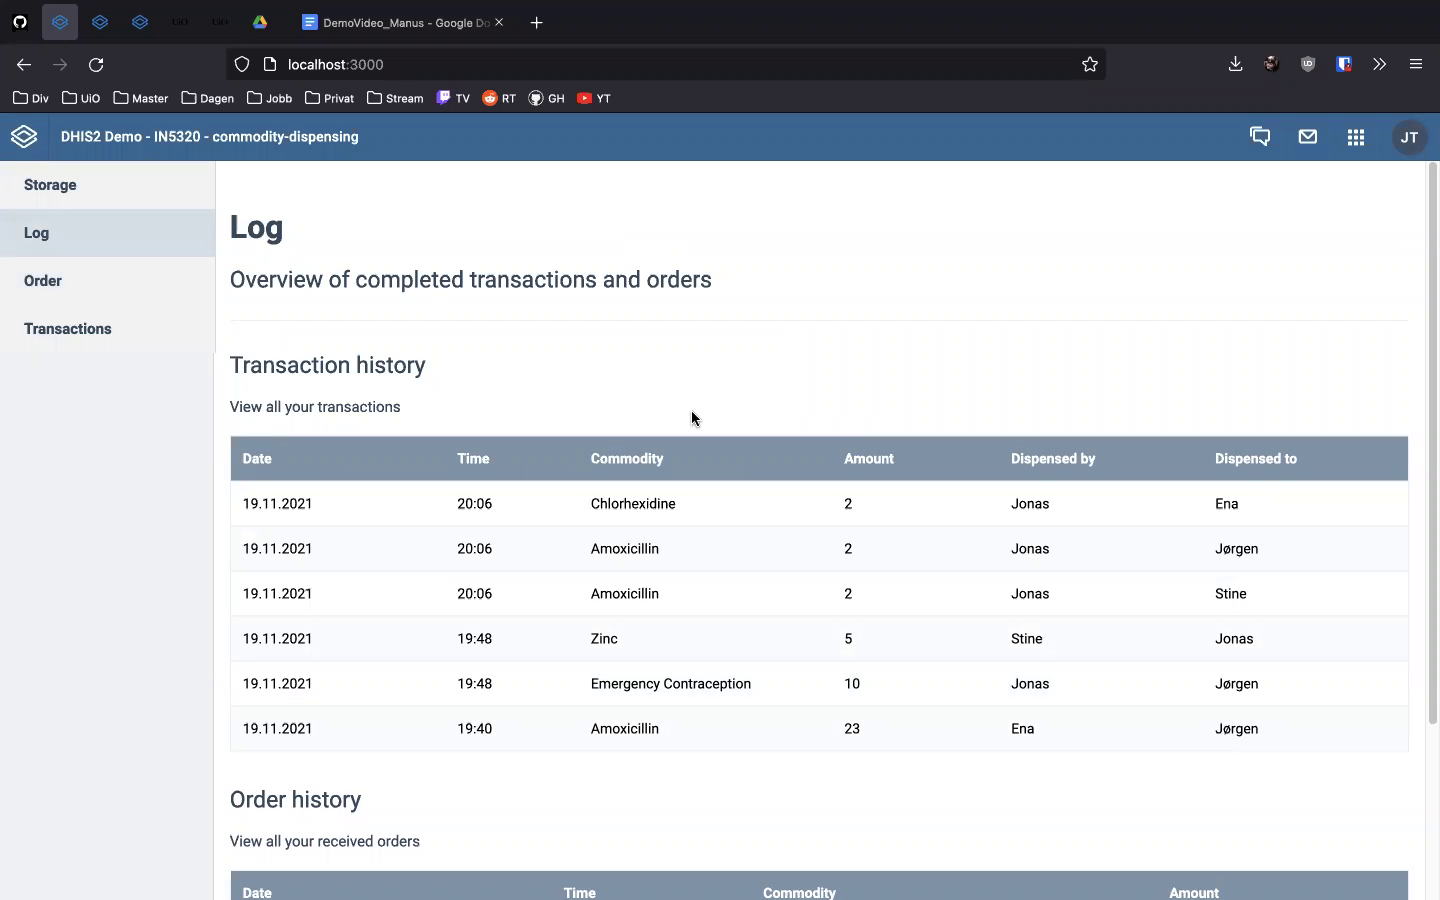 UiO UiO DemoVideo_Manus - Google Do
localhost:3000
Div UiO Master Dagen Jobb Privat Stream TV RT GH YT
DHIS2 Demo - IN5320 - commodity-dispensing JT
Storage
Log
Order
Transactions
Log
Overview of completed transactions and orders
Transaction history
View all your transactions
Date Time Commodity Amount Dispensed by Dispensed to
19.11.2021 20:06 Chlorhexidine 2 Jonas Ena
19.11.2021 20:06 Amoxicillin 2 Jonas Jørgen
19.11.2021 20:06 Amoxicillin 2 Jonas Stine
19.11.2021 19:48 Zinc 5 Stine Jonas
19.11.2021 19:48 Emergency Contraception 10 Jonas Jørgen
19.11.2021 19:40 Amoxicillin 23 Ena Jørgen
Order history
View all your received orders
Date Time Commodity Amount